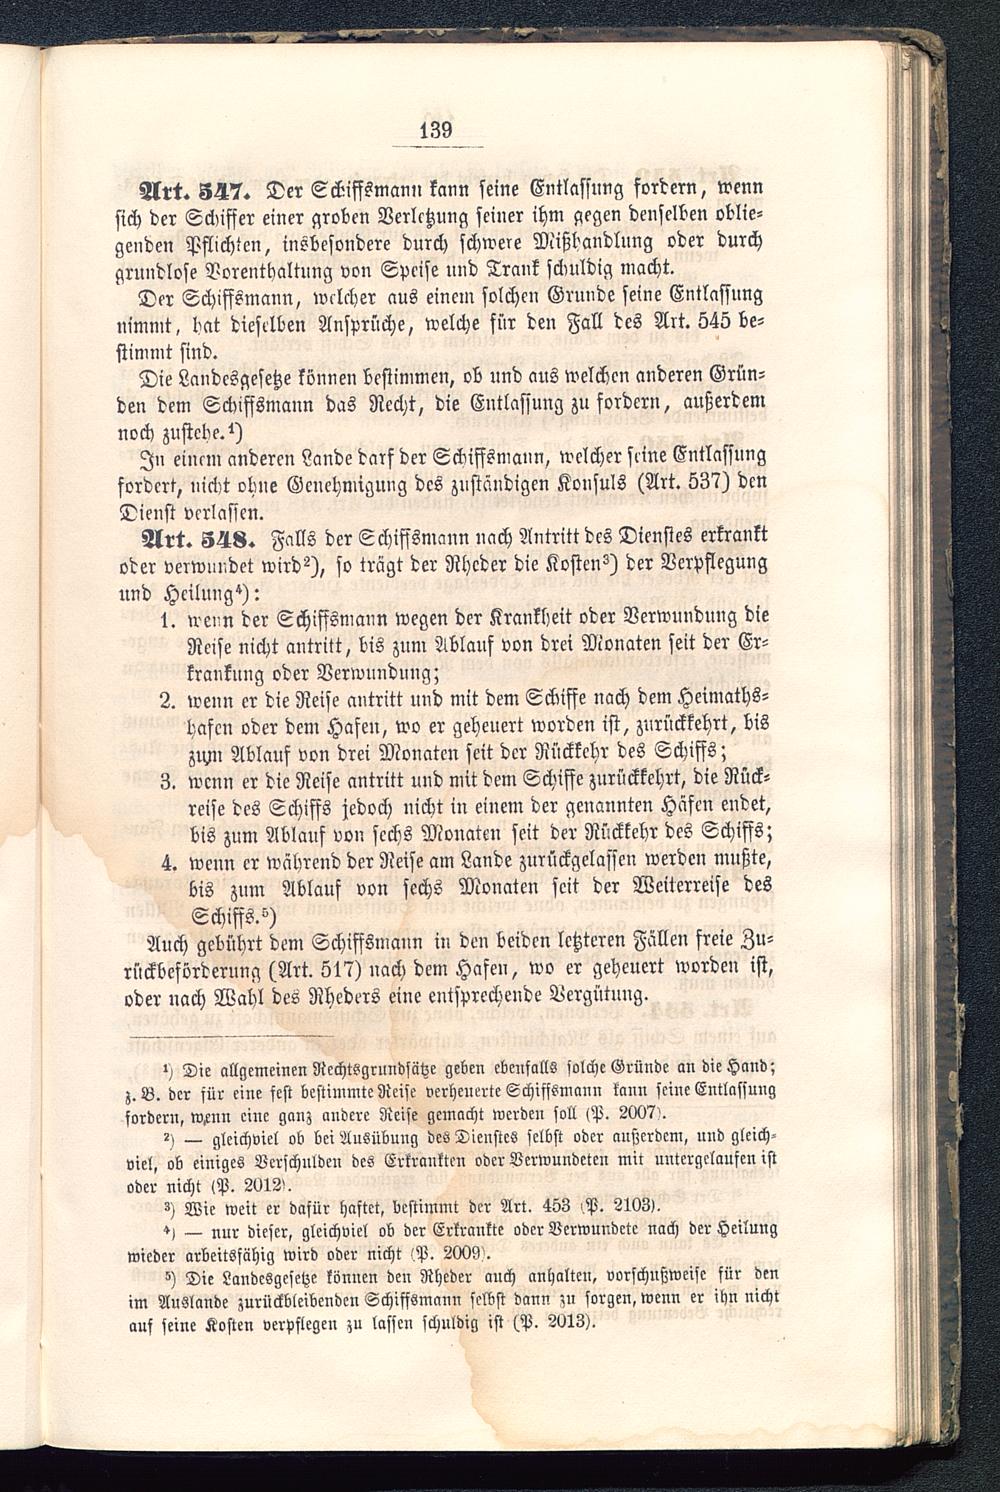 139
Art. 547. Der Schiffsmann kann seine Entlassung fordern, wenn
sich der Schiffer einer groben Verletzung seiner ihm gegen denselben oblie-
genden Pflichten, insbesondere durch schwere Mißhandlung oder durch
grundlose Vorenthaltung von Speise und Trank schuldig macht.
Der Schiffsmann, welcher aus einem solchen Grunde seine Entlassung
nimmt, hat dieselben Ansprüche, welche für den Fall des Art. 545 be-
stimmt sind.
Die Landesgesetze können bestimmen, ob und aus welchen anderen Grün-
den dem Schiffsmann das Recht, die Entlassung zu fordern, außerdem
noch zustehe.¹)
In einem anderen Lande darf der Schiffsmann, welcher seine Entlassung
fordert, nicht ohne Genehmigung des zuständigen Konsuls (Art. 537) den
Dienst verlassen.
Art. 548. Falls der Schiffsmann nach Antritt des Dienstes erkrankt
oder verwundet wird²), so trägt der Rheder die Kosten³) der Verpflegung
und Heilung⁴):
1. wenn der Schiffsmann wegen der Krankheit oder Verwundung die
Reise nicht antritt, bis zum Ablauf von drei Monaten seit der Er-
krankung oder Verwundung;
2. wenn er die Reise antritt und mit dem Schiffe nach dem Heimaths-
hafen oder dem Hafen, wo er geheuert worden ist, zurückkehrt, bis
zum Ablauf von drei Monaten seit der Rückkehr des Schiffs;
3. wenn er die Reise antritt und mit dem Schiffe zurückkehrt, die Rück-
reise des Schiffs jedoch nicht in einem der genannten Häfen endet,
bis zum Ablauf von sechs Monaten seit der Rückkehr des Schiffs;
4. wenn er während der Reise am Lande zurückgelassen werden mußte,
bis zum Ablauf von sechs Monaten seit der Weiterreise des
Schiffs.⁵)
Auch gebührt dem Schiffsmann in den beiden letzteren Fällen freie Zu-
rückbeförderung (Art. 517) nach dem Hafen, wo er geheuert worden ist,
oder nach Wahl des Rheders eine entsprechende Vergütung.
¹) Die allgemeinen Rechtsgrundsätze geben ebenfalls solche Gründe an die Hand;
z. B. der für eine fest bestimmte Reise verheuerte Schiffsmann kann seine Entlassung
fordern, wenn eine ganz andere Reise gemacht werden soll (P. 2007).
²) — gleichviel ob bei Ausübung des Dienstes selbst oder außerdem, und gleich-
viel, ob einiges Verschulden des Erkrankten oder Verwundeten mit untergelaufen ist
oder nicht (P. 2012).
³) Wie weit er dafür haftet, bestimmt der Art. 453 (P. 2103).
⁴) — nur dieser, gleichviel ob der Erkrankte oder Verwundete nach der Heilung
wieder arbeitsfähig wird oder nicht (P. 2009).
⁵) Die Landesgesetze können den Rheder auch anhalten, vorschußweise für den
im Auslande zurückbleibenden Schiffsmann selbst dann zu sorgen, wenn er ihn nicht
auf seine Kosten verpflegen zu lassen schuldig ist (P. 2013).